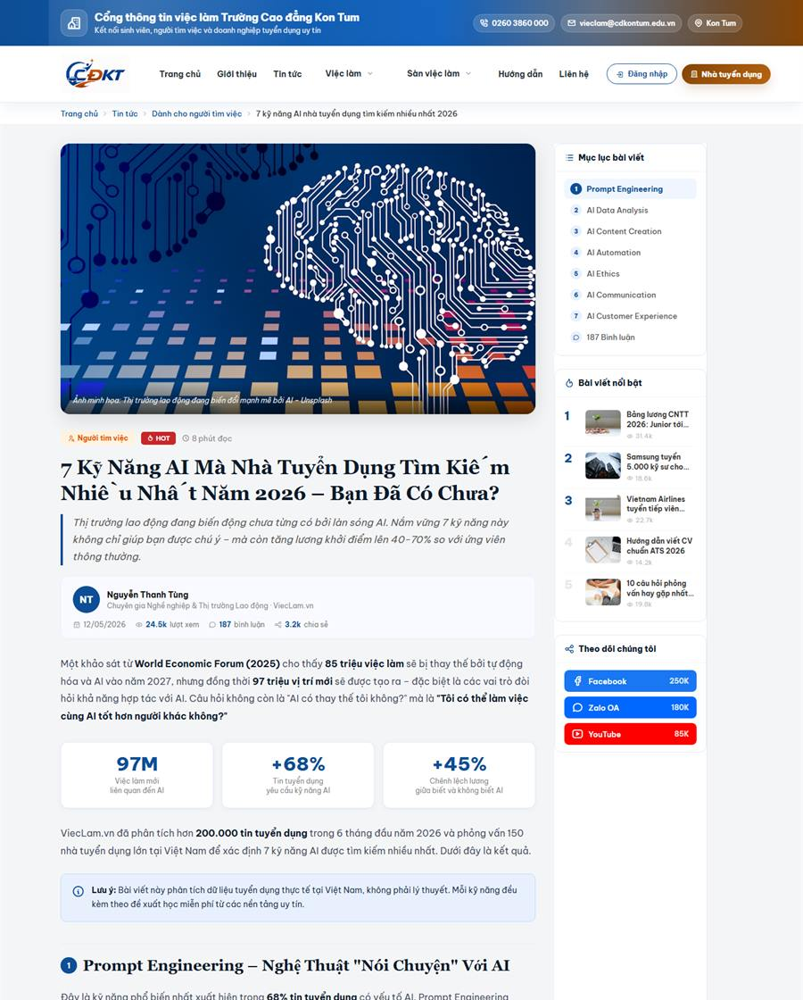 Cổng thông tin việc làm Trường Cao đẳng Kon Tum
Kết nối sinh viên, người tìm việc và doanh nghiệp tuyển dụng uy tín
0260 3860 000
vieclam@cdkontum.edu.vn
Kon Tum
CĐKT
Trang chủ
Giới thiệu
Tin tức
Việc làm
Sàn việc làm
Hướng dẫn
Liên hệ
Đăng nhập
Nhà tuyển dụng
Trang chủ > Tin tức > Dành cho người tìm việc > 7 kỹ năng AI nhà tuyển dụng tìm kiếm nhiều nhất 2026
Ảnh minh họa: Thị trường lao động đang biến đổi mạnh mẽ bởi AI – Unsplash
Người tìm việc
HOT
8 phút đọc
7 Kỹ Năng AI Mà Nhà Tuyển Dụng Tìm Kiếm
Nhiều Nhất Năm 2026 – Bạn Đã Có Chưa?
Thị trường lao động đang biến động chưa từng có bởi làn sóng AI. Nắm vững 7 kỹ năng này
không chỉ giúp bạn được chú ý – mà còn tăng lương khởi điểm lên 40-70% so với ứng viên
thông thường.
NT
Nguyễn Thanh Tùng
Chuyên gia Nghề nghiệp & Thị trường Lao động · ViecLam.vn
12/05/2026
24.5k lượt xem
187 bình luận
3.2k chia sẻ
Một khảo sát từ World Economic Forum (2025) cho thấy 85 triệu việc làm sẽ bị thay thế bởi tự động
hóa và AI vào năm 2027, nhưng đồng thời 97 triệu vị trí mới sẽ được tạo ra – đặc biệt là các vai trò đòi
hỏi khả năng hợp tác với AI. Câu hỏi không còn là "AI có thay thế tôi không?" mà là "Tôi có thể làm việc
cùng AI tốt hơn người khác không?"
97M
Việc làm mới
liên quan đến AI
+68%
Tin tuyển dụng
yêu cầu kỹ năng AI
+45%
Chênh lệch lương
giữa biết và không biết AI
ViecLam.vn đã phân tích hơn 200.000 tin tuyển dụng trong 6 tháng đầu năm 2026 và phỏng vấn 150
nhà tuyển dụng lớn tại Việt Nam để xác định 7 kỹ năng AI được tìm kiếm nhiều nhất. Dưới đây là kết quả.
Lưu ý: Bài viết này phân tích dữ liệu tuyển dụng thực tế tại Việt Nam, không phải lý thuyết. Mỗi kỹ năng đều
kèm theo đề xuất học miễn phí từ các nền tảng uy tín.
1 Prompt Engineering – Nghệ Thuật "Nói Chuyện" Với AI
Đây là kỹ năng phổ biến nhất xuất hiện trong 68% tin tuyển dụng có yếu tố AI. Prompt Engineering
Mục lục bài viết
1 Prompt Engineering
2 AI Data Analysis
3 AI Content Creation
4 AI Automation
5 AI Ethics
6 AI Communication
7 AI Customer Experience
187 Bình luận
Bài viết nổi bật
1
Bảng lương CNTT
2026: Junior tới...
31.4k
2
Samsung tuyển
5.000 kỹ sư cho...
18.6k
3
Vietnam Airlines
tuyển tiếp viên...
22.7k
4
Hướng dẫn viết CV
chuẩn ATS 2026
14.2k
5
10 câu hỏi phỏng
vấn hay gặp nhất...
19.8k
Theo dõi chúng tôi
Facebook 250K
Zalo OA 180K
YouTube 85K